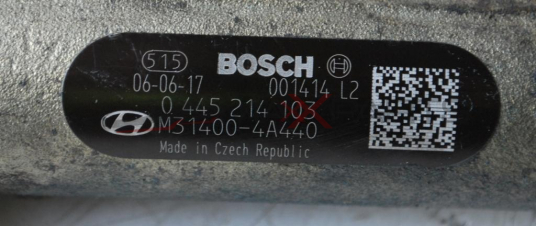 515 BOSCH
06-06-17 001414 L2
0 445 214 103
M31400-4A440
Made in Czech Republic